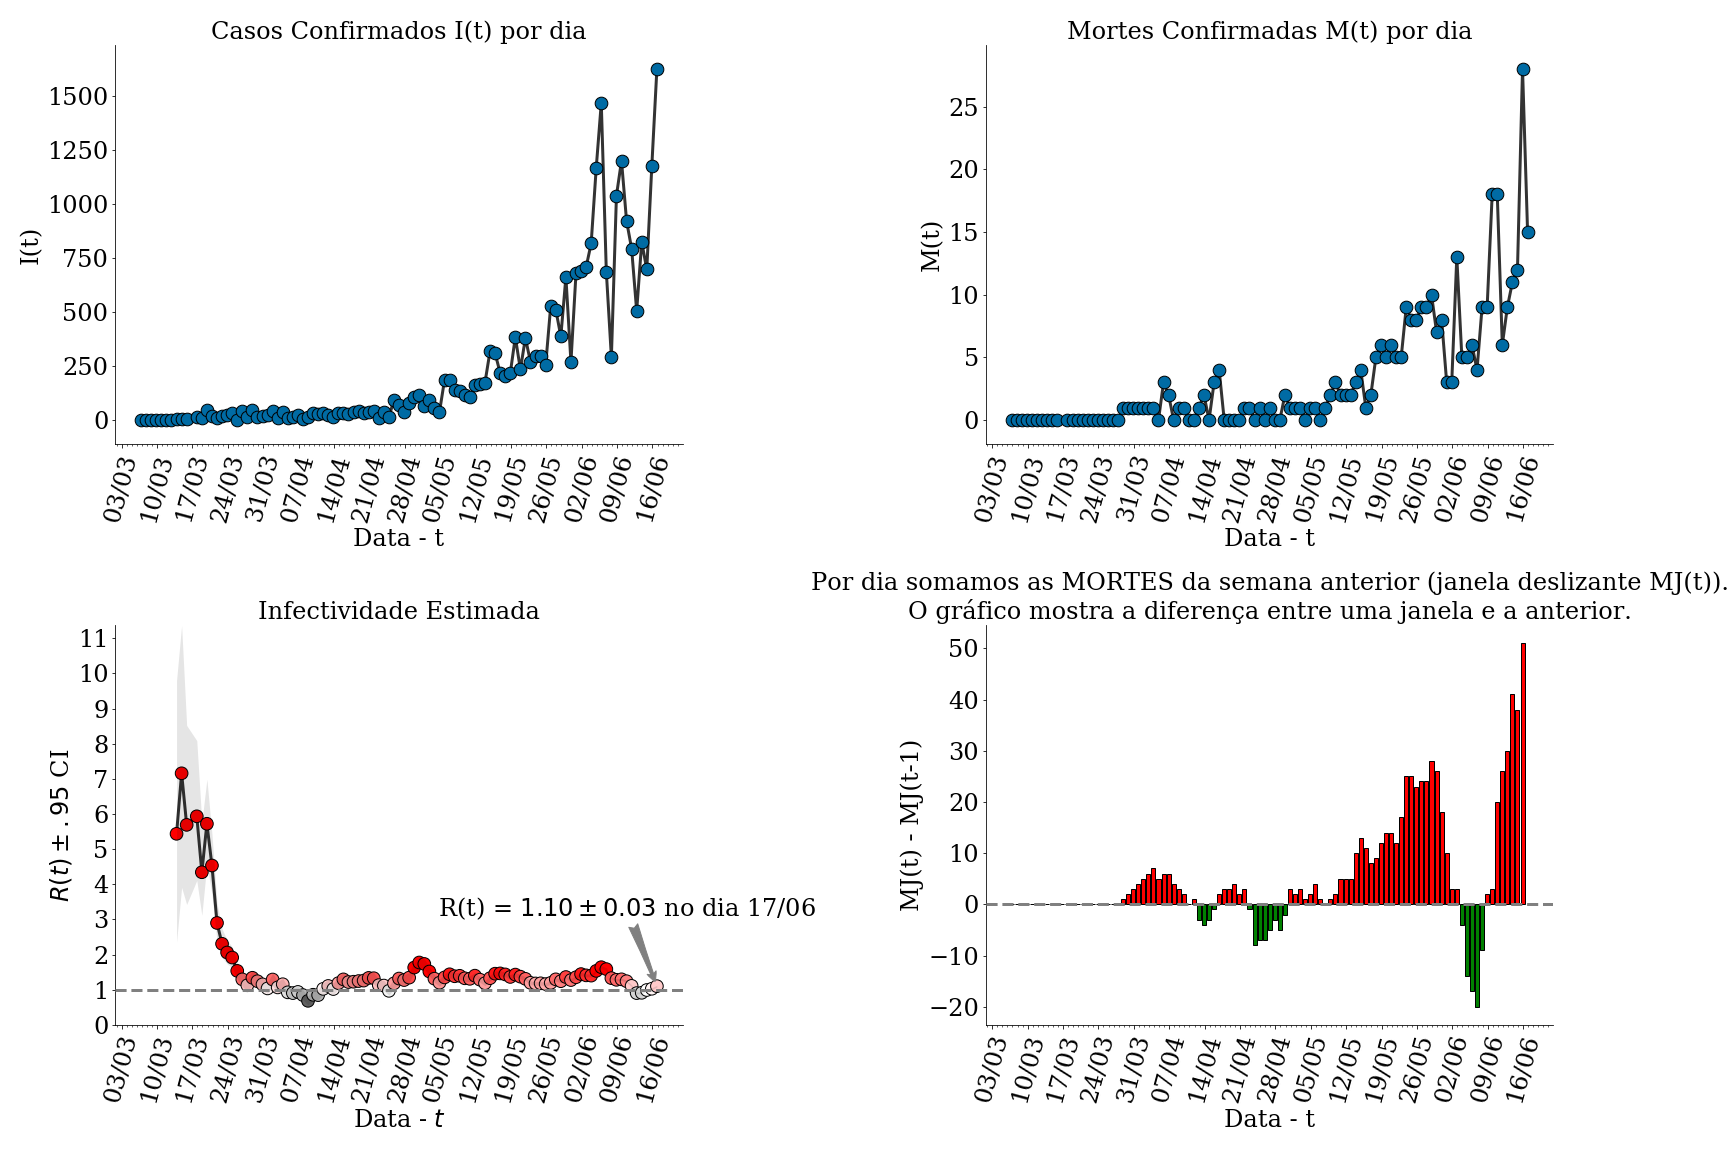 Casos Confirmados I(t) por dia
I(t)
1500
1250
1000
750
500
250
0
03/03 10/03 17/03 24/03 31/03 07/04 14/04 21/04 28/04 05/05 12/05 19/05 26/05 02/06 09/06 16/06
Data - t
Mortes Confirmadas M(t) por dia
M(t)
25
20
15
10
5
0
03/03 10/03 17/03 24/03 31/03 07/04 14/04 21/04 28/04 05/05 12/05 19/05 26/05 02/06 09/06 16/06
Data - t
Infectividade Estimada
R(t) ± .95 CI
11
10
9
8
7
6
5
4
3
2
1
0
R(t) = 1.10 ± 0.03 no dia 17/06
03/03 10/03 17/03 24/03 31/03 07/04 14/04 21/04 28/04 05/05 12/05 19/05 26/05 02/06 09/06 16/06
Data - t
Por dia somamos as MORTES da semana anterior (janela deslizante MJ(t)).
O gráfico mostra a diferença entre uma janela e a anterior.
MJ(t) - MJ(t-1)
50
40
30
20
10
0
−10
−20
03/03 10/03 17/03 24/03 31/03 07/04 14/04 21/04 28/04 05/05 12/05 19/05 26/05 02/06 09/06 16/06
Data - t